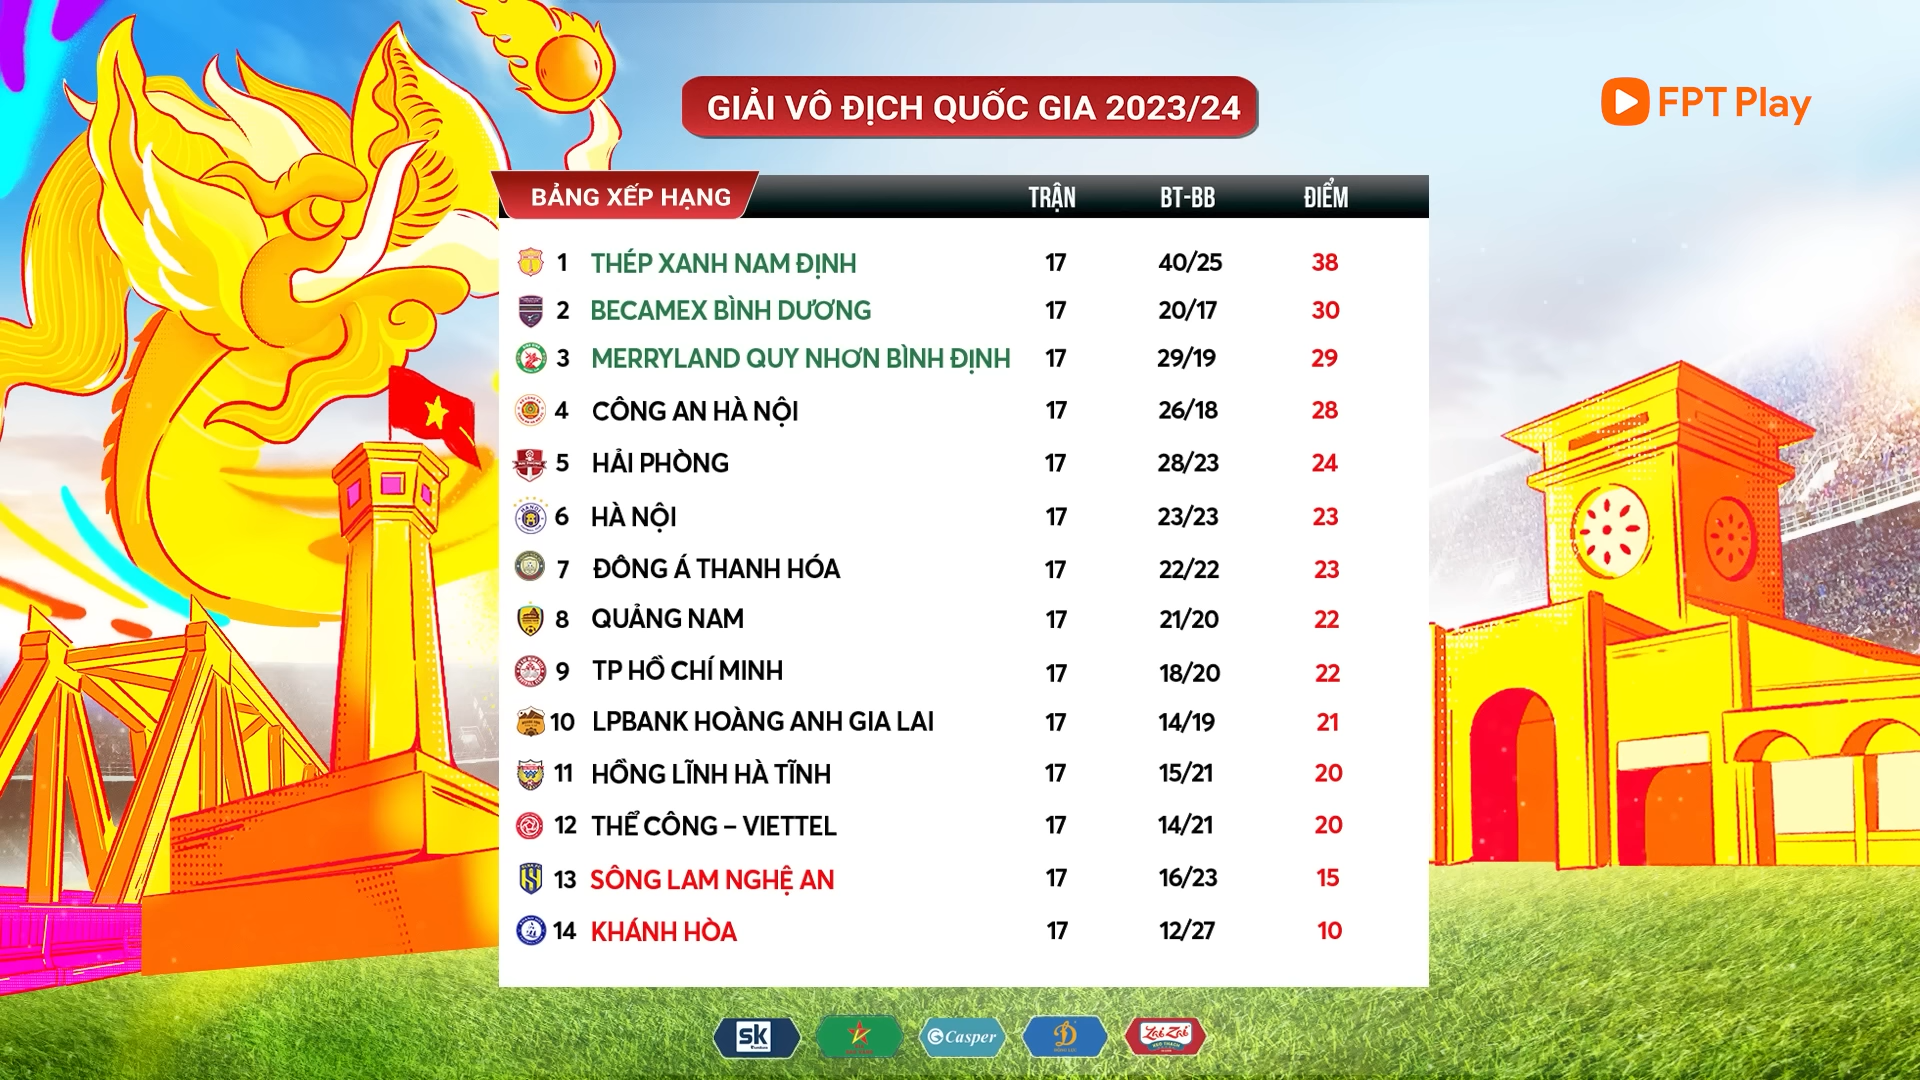 FPT Play
GIẢI VÔ ĐỊCH QUỐC GIA 2023/24
BẢNG XẾP HẠNG TRẬN BT-BB ĐIỂM
1 THÉP XANH NAM ĐỊNH 17 40/25 38
2 BECAMEX BÌNH DƯƠNG 17 20/17 30
3 MERRYLAND QUY NHƠN BÌNH ĐỊNH 17 29/19 29
4 CÔNG AN HÀ NỘI 17 26/18 28
5 HẢI PHÒNG 17 28/23 24
6 HÀ NỘI 17 23/23 23
7 ĐÔNG Á THANH HÓA 17 22/22 23
8 QUẢNG NAM 17 21/20 22
9 TP HỒ CHÍ MINH 17 18/20 22
10 LPBANK HOÀNG ANH GIA LAI 17 14/19 21
11 HỒNG LĨNH HÀ TĨNH 17 15/21 20
12 THỂ CÔNG – VIETTEL 17 14/21 20
13 SÔNG LAM NGHỆ AN 17 16/23 15
14 KHÁNH HÒA 17 12/27 10
sk Casper Zai Zai